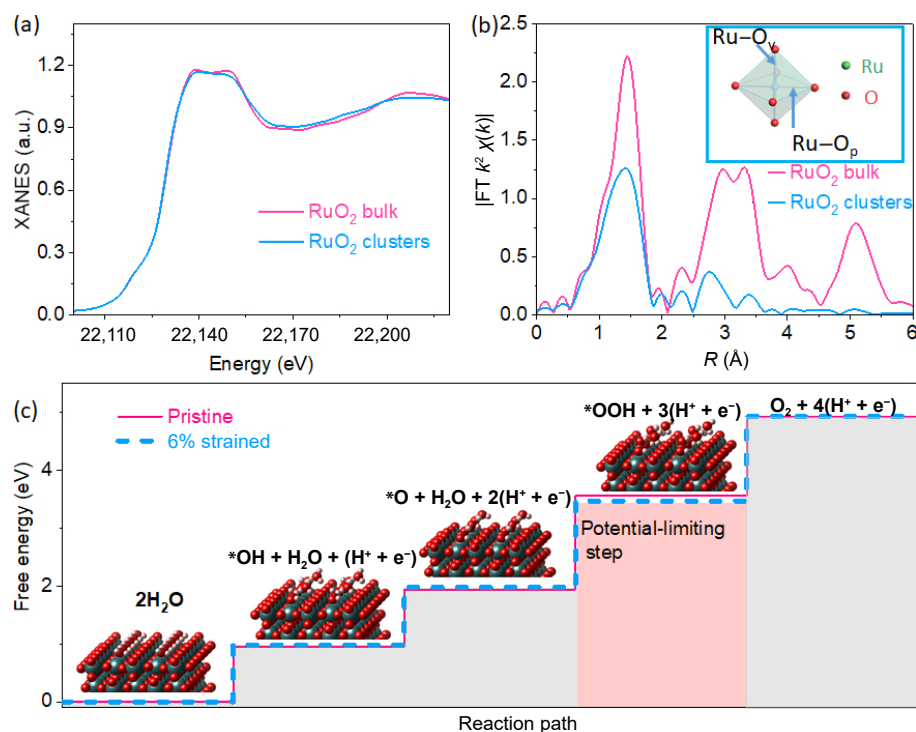 (a)
XANES (a.u.)
1.2
0.9
0.6
0.3
0.0
RuO₂ bulk
RuO₂ clusters
22,110
22,140
22,170
22,200
Energy (eV)
(b)
|FT k² χ(k)|
2.5
2.0
1.5
1.0
0.5
0.0
Ru−Oᵥ
Ru
O
Ru−Oₚ
RuO₂ bulk
RuO₂ clusters
0 1 2 3 4 5 6
R (Å)
(c)
Free energy (eV)
4
2
0
Pristine
6% strained
2H₂O
*OH + H₂O + (H⁺ + e⁻)
*O + H₂O + 2(H⁺ + e⁻)
*OOH + 3(H⁺ + e⁻)
O₂ + 4(H⁺ + e⁻)
Potential-limiting
step
Reaction path